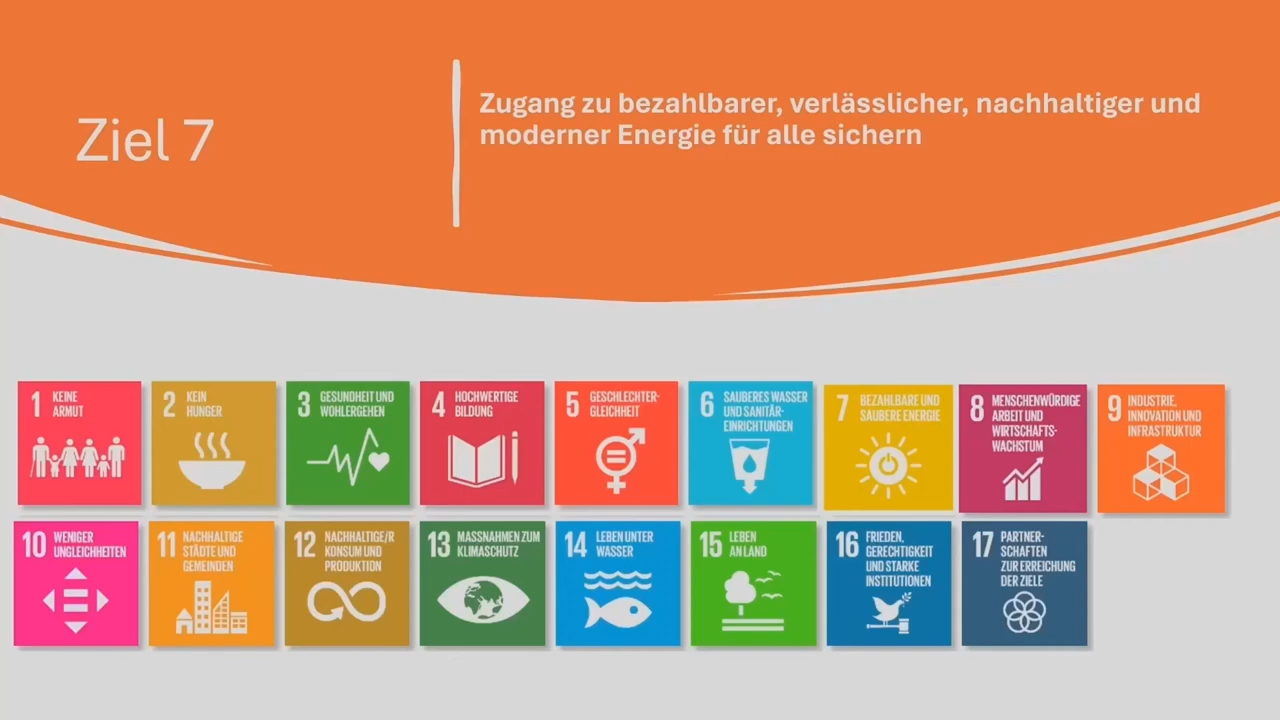 Ziel 7
Zugang zu bezahlbarer, verlässlicher, nachhaltiger und
moderner Energie für alle sichern
1 KEINE
ARMUT
2 KEIN
HUNGER
3 GESUNDHEIT UND
WOHLERGEHEN
4 HOCHWERTIGE
BILDUNG
5 GESCHLECHTER-
GLEICHHEIT
6 SAUBERES WASSER
UND SANITÄR-
EINRICHTUNGEN
7 BEZAHLBARE UND
SAUBERE ENERGIE
8 MENSCHENWÜRDIGE
ARBEIT UND
WIRTSCHAFTS-
WACHSTUM
9 INDUSTRIE,
INNOVATION UND
INFRASTRUKTUR
10 WENIGER
UNGLEICHHEITEN
11 NACHHALTIGE
STÄDTE UND
GEMEINDEN
12 NACHHALTIGE/R
KONSUM UND
PRODUKTION
13 MASSNAHMEN ZUM
KLIMASCHUTZ
14 LEBEN UNTER
WASSER
15 LEBEN
AN LAND
16 FRIEDEN,
GERECHTIGKEIT
UND STARKE
INSTITUTIONEN
17 PARTNER-
SCHAFTEN
ZUR ERREICHUNG
DER ZIELE